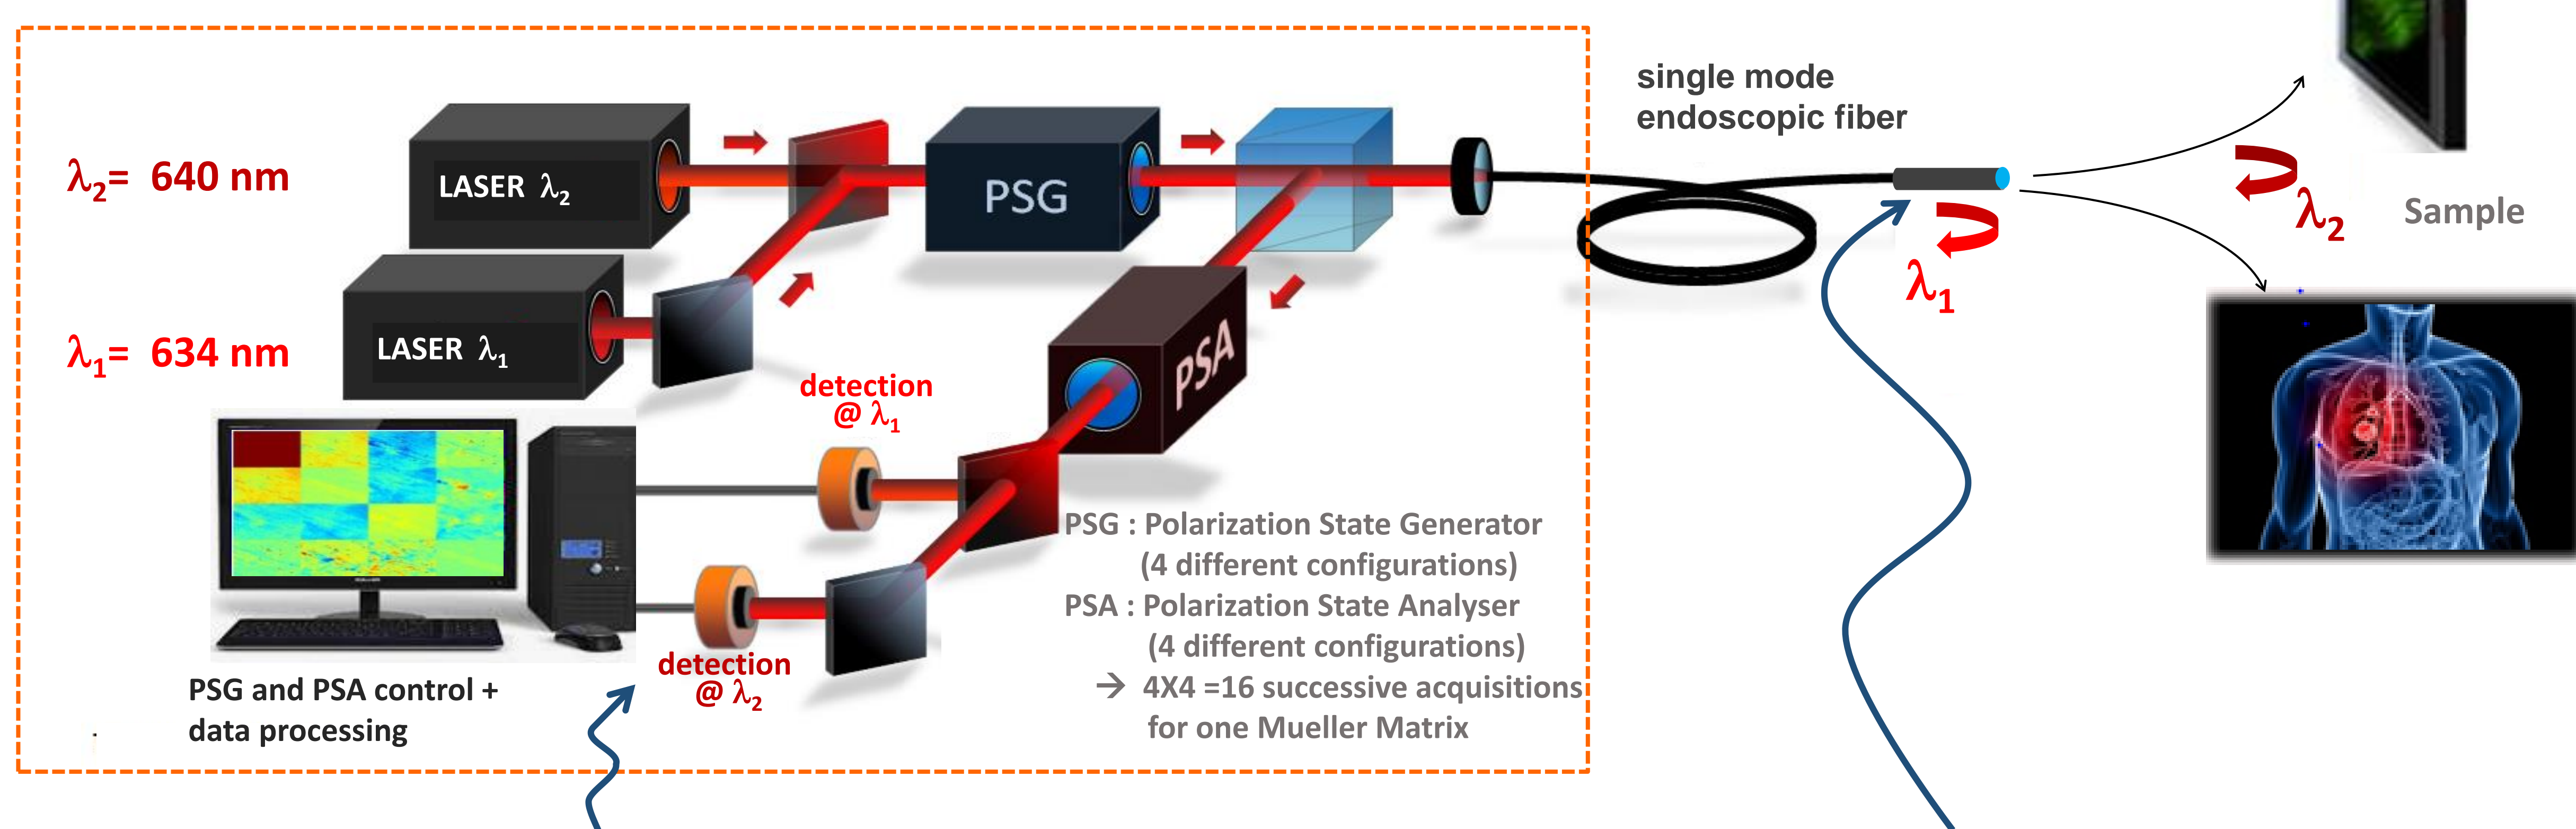 single mode
endoscopic fiber
λ2= 640 nm
LASER λ2
PSG
λ2
Sample
λ1
λ1= 634 nm
LASER λ1
PSA
detection
@ λ1
PSG : Polarization State Generator
(4 different configurations)
PSA : Polarization State Analyser
(4 different configurations)
→ 4X4 =16 successive acquisitions
for one Mueller Matrix
detection
@ λ2
PSG and PSA control +
data processing